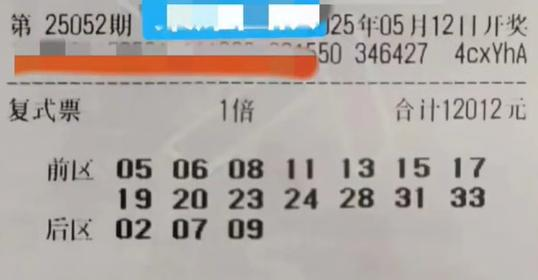 第 25052期 025年05月12日开奖
550 346427 4cxYhA
复式票 1倍 合计12012元
前区 05 06 08 11 13 15 17
19 20 23 24 28 31 33
后区 02 07 09